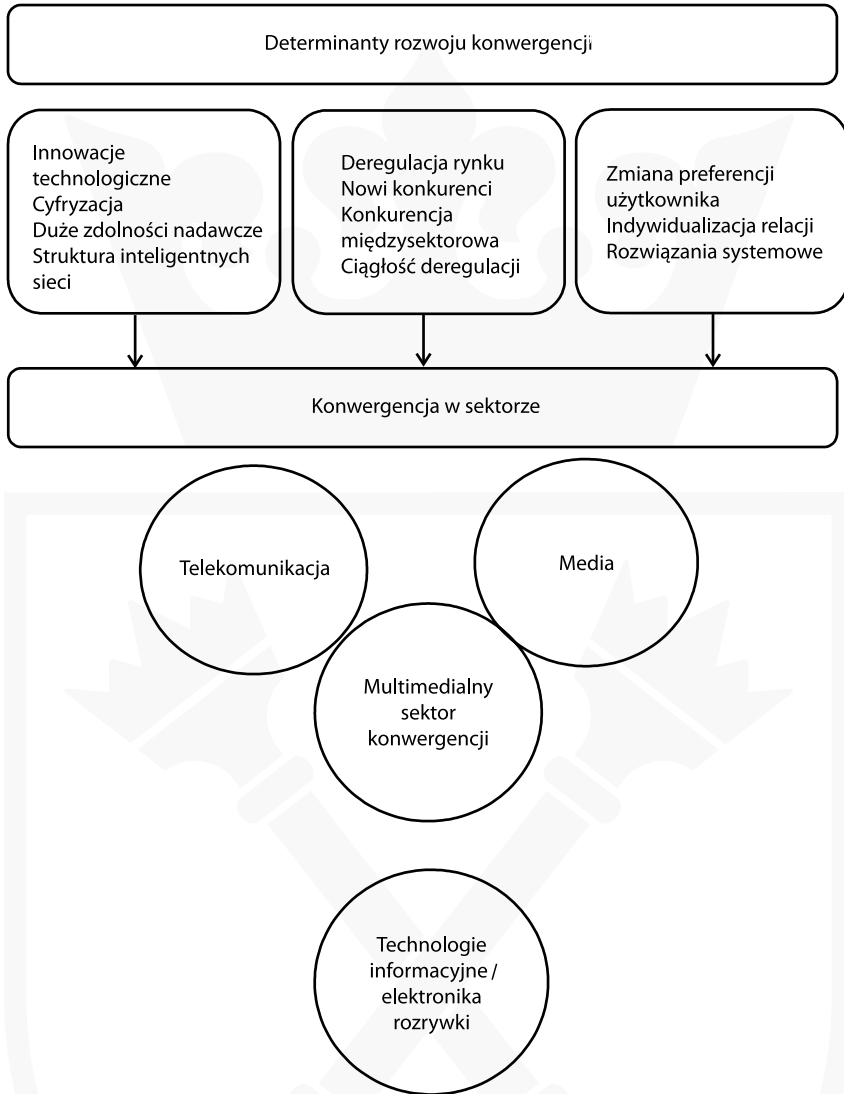 Determinanty rozwoju konwergencji
Innowacje
technologiczne
Cyfryzacja
Duże zdolności nadawcze
Struktura inteligentnych
sieci
Deregulacja rynku
Nowi konkurenci
Konkurencja
międzysektorowa
Ciągłość deregulacji
Zmiana preferencji
użytkownika
Indywidualizacja relacji
Rozwiązania systemowe
Konwergencja w sektorze
Telekomunikacja
Media
Multimedialny
sektor
konwergencji
Technologie
informacyjne /
elektronika
rozrywki